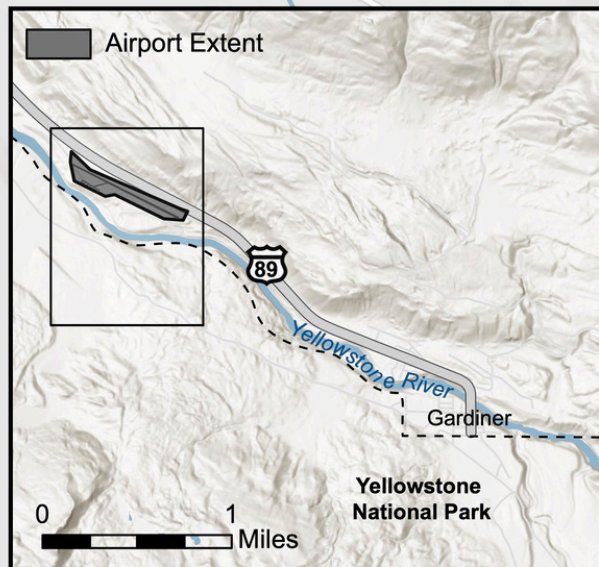 Airport Extent
89
Yellowstone River
Gardiner
Yellowstone
National Park
0 1
Miles